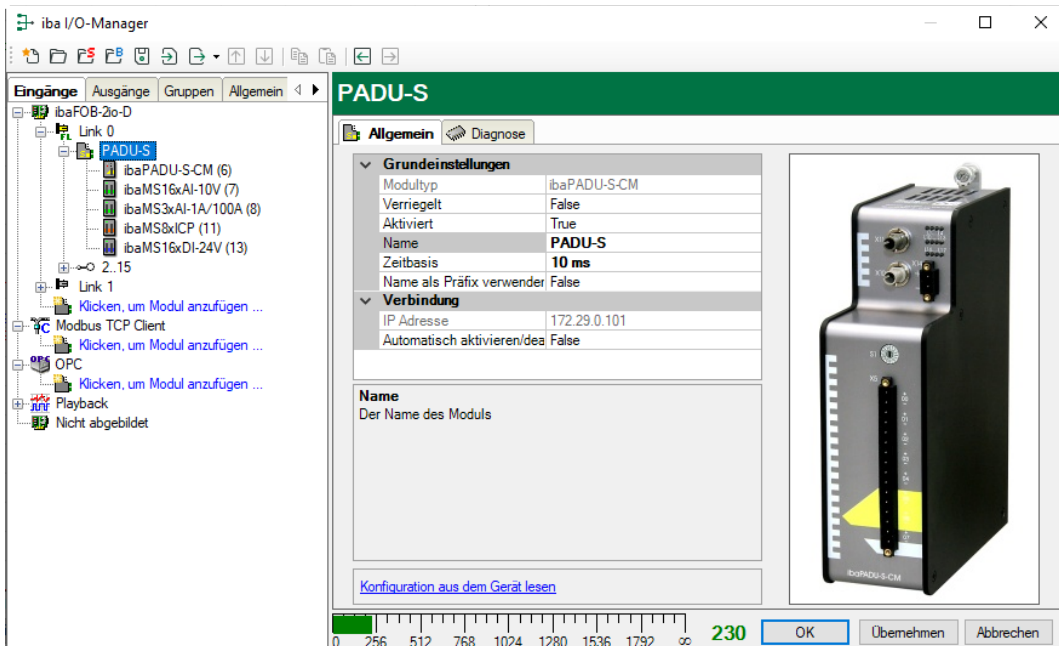 iba I/O-Manager
Eingänge Ausgänge Gruppen Allgemein
PADU-S
ibaFOB-2io-D
Link 0
PADU-S
ibaPADU-S-CM (6)
ibaMS16xAI-10V (7)
ibaMS3xAI-1A/100A (8)
ibaMS8xICP (11)
ibaMS16xDI-24V (13)
2..15
Link 1
Klicken, um Modul anzufügen ...
Modbus TCP Client
Klicken, um Modul anzufügen ...
OPC
Klicken, um Modul anzufügen ...
Playback
Nicht abgebildet
Allgemein Diagnose
Grundeinstellungen
Modultyp ibaPADU-S-CM
Verriegelt False
Aktiviert True
Name PADU-S
Zeitbasis 10 ms
Name als Präfix verwender False
Verbindung
IP Adresse 172.29.0.101
Automatisch aktivieren/dea False
Name
Der Name des Moduls
Konfiguration aus dem Gerät lesen
S1
X5
ibaPADU-S-CM
0 256 512 768 1024 1280 1536 1792 ∞
230 OK Übernehmen Abbrechen